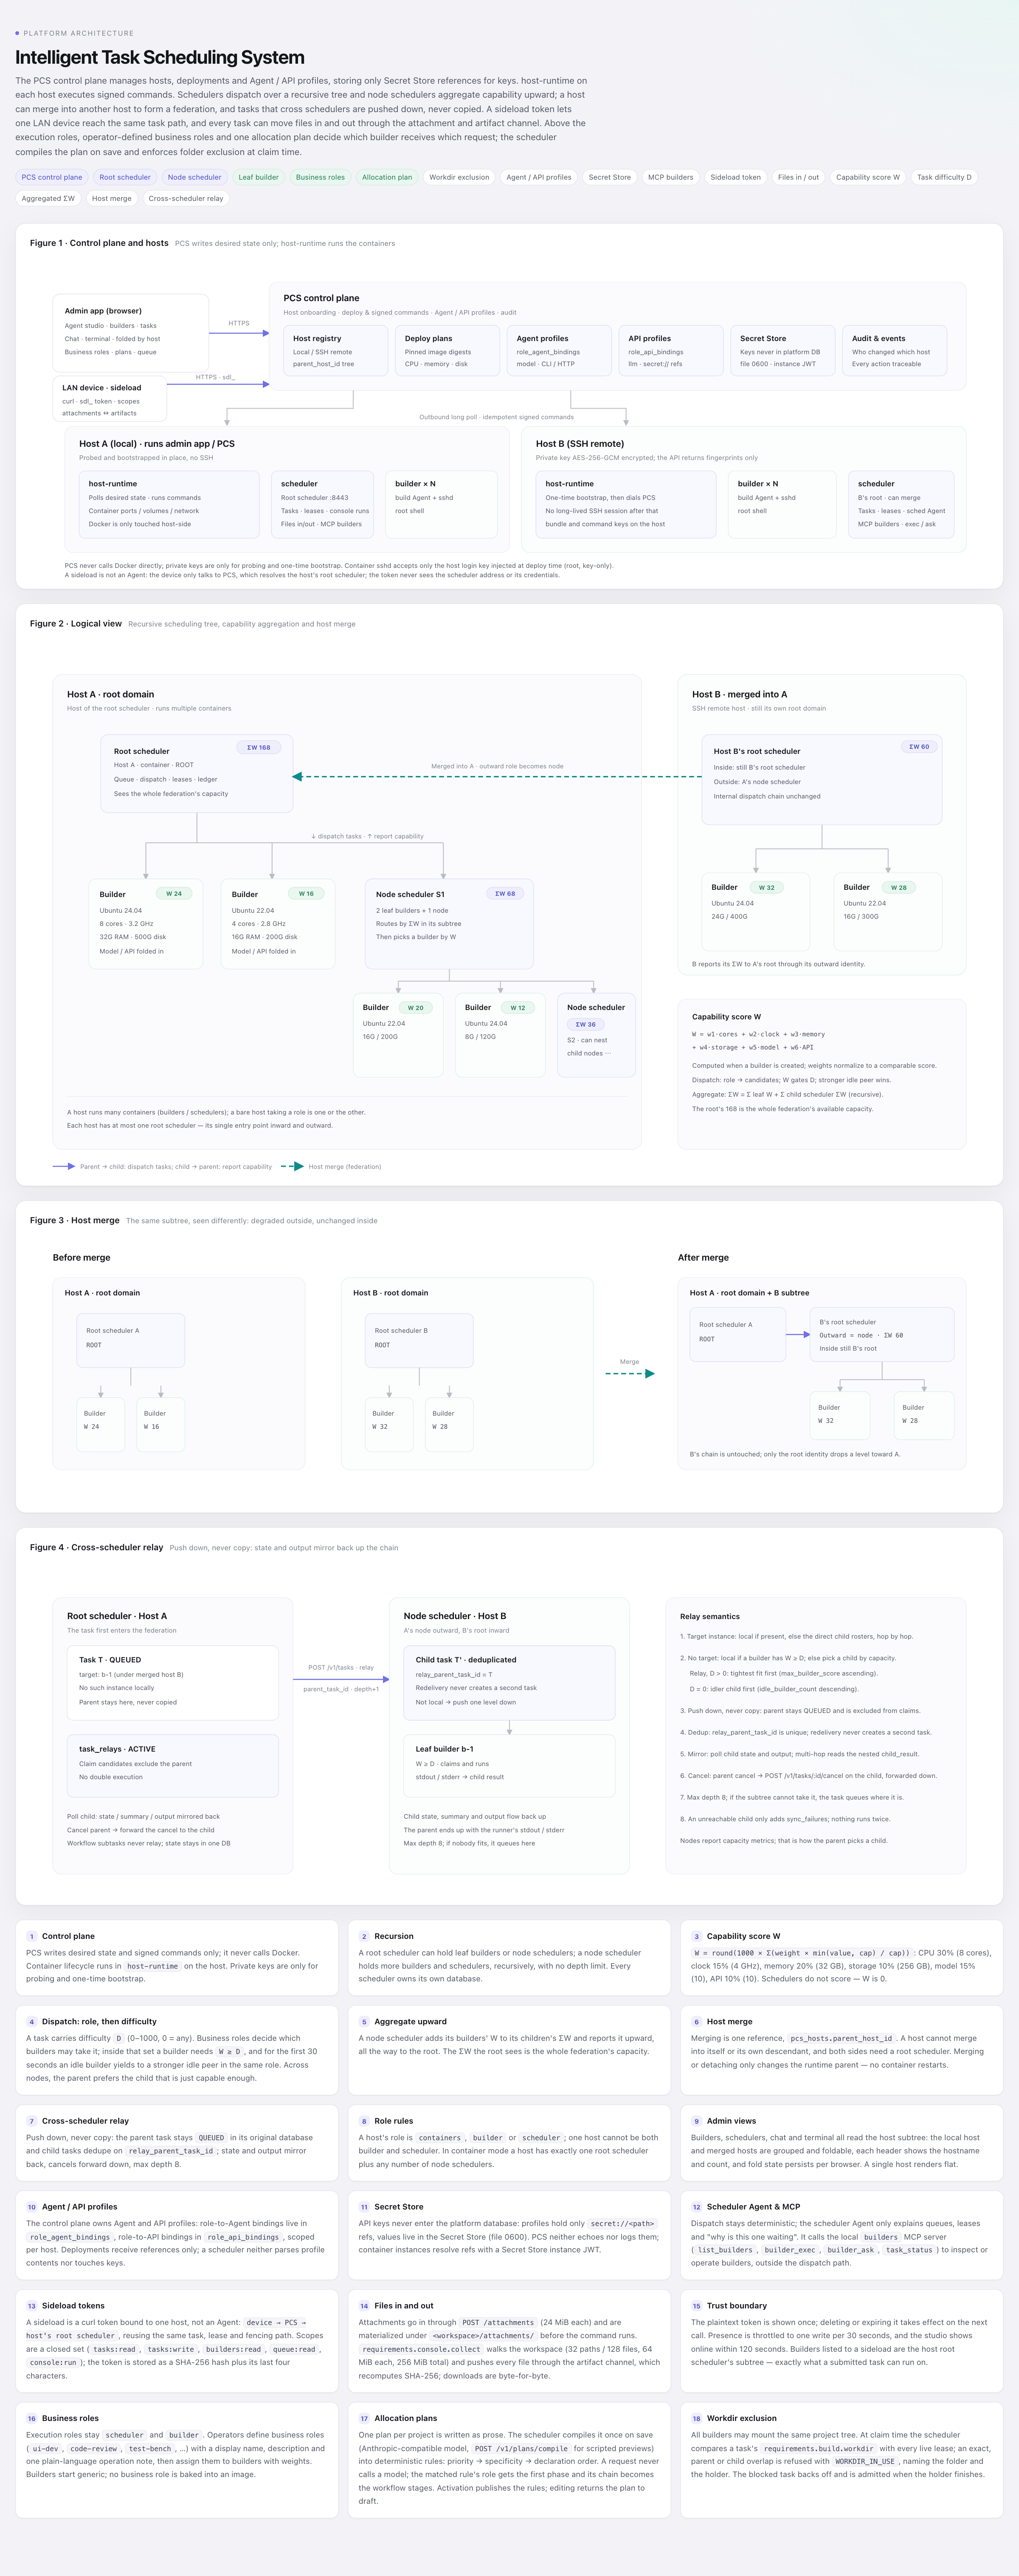 PLATFORM ARCHITECTURE
Intelligent Task Scheduling System
The PCS control plane manages hosts, deployments and Agent / API profiles, storing only Secret Store references for keys. host-runtime on
each host executes signed commands. Schedulers dispatch over a recursive tree and node schedulers aggregate capability upward; a host
can merge into another host to form a federation, and tasks that cross schedulers are pushed down, never copied. A sideload token lets
one LAN device reach the same task path, and every task can move files in and out through the attachment and artifact channel. Above the
execution roles, operator-defined business roles and one allocation plan decide which builder receives which request; the scheduler
compiles the plan on save and enforces folder exclusion at claim time.
PCS control plane Root scheduler Node scheduler Leaf builder Business roles Allocation plan Workdir exclusion Agent / API profiles Secret Store MCP builders Sideload token Files in / out Capability score W Task difficulty D
Aggregated ΣW Host merge Cross-scheduler relay
Figure 1 · Control plane and hosts PCS writes desired state only; host-runtime runs the containers
Admin app (browser)
Agent studio · builders · tasks
Chat · terminal · folded by host
Business roles · plans · queue
HTTPS
LAN device · sideload
curl · sdl_ token · scopes
attachments ↔ artifacts
HTTPS · sdl_
PCS control plane
Host onboarding · deploy & signed commands · Agent / API profiles · audit
Host registry
Local / SSH remote
parent_host_id tree
Deploy plans
Pinned image digests
CPU · memory · disk
Agent profiles
role_agent_bindings
model · CLI / HTTP
API profiles
role_api_bindings
llm · secret:// refs
Secret Store
Keys never in platform DB
file 0600 · instance JWT
Audit & events
Who changed which host
Every action traceable
Outbound long poll · idempotent signed commands
Host A (local) · runs admin app / PCS
Probed and bootstrapped in place, no SSH
host-runtime
Polls desired state · runs commands
Container ports / volumes / network
Docker is only touched host-side
scheduler
Root scheduler :8443
Tasks · leases · console runs
Files in/out · MCP builders
builder × N
build Agent + sshd
root shell
Host B (SSH remote)
Private key AES-256-GCM encrypted; the API returns fingerprints only
host-runtime
One-time bootstrap, then dials PCS
No long-lived SSH session after that
bundle and command keys on the host
builder × N
build Agent + sshd
root shell
scheduler
B's root · can merge
Tasks · leases · sched Agent
MCP builders · exec / ask
PCS never calls Docker directly; private keys are only for probing and one-time bootstrap. Container sshd accepts only the host login key injected at deploy time (root, key-only).
A sideload is not an Agent: the device only talks to PCS, which resolves the host's root scheduler; the token never sees the scheduler address or its credentials.
Figure 2 · Logical view Recursive scheduling tree, capability aggregation and host merge
Host A · root domain
Host of the root scheduler · runs multiple containers
Root scheduler
ΣW 168
Host A · container · ROOT
Queue · dispatch · leases · ledger
Sees the whole federation's capacity
Merged into A · outward role becomes node
↓ dispatch tasks · ↑ report capability
Builder
W 24
Ubuntu 24.04
8 cores · 3.2 GHz
32G RAM · 500G disk
Model / API folded in
Builder
W 16
Ubuntu 22.04
4 cores · 2.8 GHz
16G RAM · 200G disk
Model / API folded in
Node scheduler S1
ΣW 68
2 leaf builders + 1 node
Routes by ΣW in its subtree
Then picks a builder by W
Builder
W 20
Ubuntu 22.04
16G / 200G
Builder
W 12
Ubuntu 24.04
8G / 120G
Node scheduler
ΣW 36
S2 · can nest
child nodes ⋯
A host runs many containers (builders / schedulers); a bare host taking a role is one or the other.
Each host has at most one root scheduler — its single entry point inward and outward.
Host B · merged into A
SSH remote host · still its own root domain
Host B's root scheduler
ΣW 60
Inside: still B's root scheduler
Outside: A's node scheduler
Internal dispatch chain unchanged
Builder
W 32
Ubuntu 24.04
24G / 400G
Builder
W 28
Ubuntu 22.04
16G / 300G
B reports its ΣW to A's root through its outward identity.
Capability score W
W = w1·cores + w2·clock + w3·memory
+ w4·storage + w5·model + w6·API
Computed when a builder is created; weights normalize to a comparable score.
Dispatch: role → candidates; W gates D; stronger idle peer wins.
Aggregate: ΣW = Σ leaf W + Σ child scheduler ΣW (recursive).
The root's 168 is the whole federation's available capacity.
Parent → child: dispatch tasks; child → parent: report capability
Host merge (federation)
Figure 3 · Host merge The same subtree, seen differently: degraded outside, unchanged inside
Before merge
Host A · root domain
Root scheduler A
ROOT
Builder
W 24
Builder
W 16
Host B · root domain
Root scheduler B
ROOT
Builder
W 32
Builder
W 28
Merge
After merge
Host A · root domain + B subtree
Root scheduler A
ROOT
B's root scheduler
Outward = node · ΣW 60
Inside still B's root
Builder
W 32
Builder
W 28
B's chain is untouched; only the root identity drops a level toward A.
Figure 4 · Cross-scheduler relay Push down, never copy: state and output mirror back up the chain
Root scheduler · Host A
The task first enters the federation
Task T · QUEUED
target: b-1 (under merged host B)
No such instance locally
Parent stays here, never copied
task_relays · ACTIVE
Claim candidates exclude the parent
No double execution
Poll child: state / summary / output mirrored back
Cancel parent → forward the cancel to the child
Workflow subtasks never relay; state stays in one DB
POST /v1/tasks · relay
parent_task_id · depth+1
Node scheduler · Host B
A's node outward, B's root inward
Child task T' · deduplicated
relay_parent_task_id = T
Redelivery never creates a second task
Not local → push one level down
Leaf builder b-1
W ≥ D · claims and runs
stdout / stderr → child result
Child state, summary and output flow back up
The parent ends up with the runner's stdout / stderr
Max depth 8; if nobody fits, it queues here
Relay semantics
1. Target instance: local if present, else the direct child rosters, hop by hop.
2. No target: local if a builder has W ≥ D; else pick a child by capacity.
Relay, D > 0: tightest fit first (max_builder_score ascending).
D = 0: idler child first (idle_builder_count descending).
3. Push down, never copy: parent stays QUEUED and is excluded from claims.
4. Dedup: relay_parent_task_id is unique; redelivery never creates a second task.
5. Mirror: poll child state and output; multi-hop reads the nested child_result.
6. Cancel: parent cancel → POST /v1/tasks/:id/cancel on the child, forwarded down.
7. Max depth 8; if the subtree cannot take it, the task queues where it is.
8. An unreachable child only adds sync_failures; nothing runs twice.
Nodes report capacity metrics; that is how the parent picks a child.
1 Control plane
PCS writes desired state and signed commands only; it never calls Docker.
Container lifecycle runs in host-runtime on the host. Private keys are only for
probing and one-time bootstrap.
2 Recursion
A root scheduler can hold leaf builders or node schedulers; a node scheduler
holds more builders and schedulers, recursively, with no depth limit. Every
scheduler owns its own database.
3 Capability score W
W = round(1000 × Σ(weight × min(value, cap) / cap)) : CPU 30% (8 cores),
clock 15% (4 GHz), memory 20% (32 GB), storage 10% (256 GB), model 15%
(10), API 10% (10). Schedulers do not score — W is 0.
4 Dispatch: role, then difficulty
A task carries difficulty D (0–1000, 0 = any). Business roles decide which
builders may take it; inside that set a builder needs W ≥ D , and for the first 30
seconds an idle builder yields to a stronger idle peer in the same role. Across
nodes, the parent prefers the child that is just capable enough.
5 Aggregate upward
A node scheduler adds its builders' W to its children's ΣW and reports it upward,
all the way to the root. The ΣW the root sees is the whole federation's capacity.
6 Host merge
Merging is one reference, pcs_hosts.parent_host_id . A host cannot merge
into itself or its own descendant, and both sides need a root scheduler. Merging
or detaching only changes the runtime parent — no container restarts.
7 Cross-scheduler relay
Push down, never copy: the parent task stays QUEUED in its original database
and child tasks dedupe on relay_parent_task_id ; state and output mirror
back, cancels forward down, max depth 8.
8 Role rules
A host's role is containers , builder or scheduler ; one host cannot be both
builder and scheduler. In container mode a host has exactly one root scheduler
plus any number of node schedulers.
9 Admin views
Builders, schedulers, chat and terminal all read the host subtree: the local host
and merged hosts are grouped and foldable, each header shows the hostname
and count, and fold state persists per browser. A single host renders flat.
10 Agent / API profiles
The control plane owns Agent and API profiles: role-to-Agent bindings live in
role_agent_bindings , role-to-API bindings in role_api_bindings , scoped
per host. Deployments receive references only; a scheduler neither parses profile
contents nor touches keys.
11 Secret Store
API keys never enter the platform database: profiles hold only secret://<path>
refs, values live in the Secret Store (file 0600). PCS neither echoes nor logs them;
container instances resolve refs with a Secret Store instance JWT.
12 Scheduler Agent & MCP
Dispatch stays deterministic; the scheduler Agent only explains queues, leases
and "why is this one waiting". It calls the local builders MCP server
( list_builders , builder_exec , builder_ask , task_status ) to inspect or
operate builders, outside the dispatch path.
13 Sideload tokens
A sideload is a curl token bound to one host, not an Agent: device → PCS →
host's root scheduler , reusing the same task, lease and fencing path. Scopes
are a closed set ( tasks:read , tasks:write , builders:read , queue:read ,
console:run ); the token is stored as a SHA-256 hash plus its last four
characters.
14 Files in and out
Attachments go in through POST /attachments (24 MiB each) and are
materialized under <workspace>/attachments/ before the command runs.
requirements.console.collect walks the workspace (32 paths / 128 files, 64
MiB each, 256 MiB total) and pushes every file through the artifact channel, which
recomputes SHA-256; downloads are byte-for-byte.
15 Trust boundary
The plaintext token is shown once; deleting or expiring it takes effect on the next
call. Presence is throttled to one write per 30 seconds, and the studio shows
online within 120 seconds. Builders listed to a sideload are the host root
scheduler's subtree — exactly what a submitted task can run on.
16 Business roles
Execution roles stay scheduler and builder . Operators define business roles
( ui-dev , code-review , test-bench , …) with a display name, description and
one plain-language operation note, then assign them to builders with weights.
Builders start generic; no business role is baked into an image.
17 Allocation plans
One plan per project is written as prose. The scheduler compiles it once on save
(Anthropic-compatible model, POST /v1/plans/compile for scripted previews)
into deterministic rules: priority → specificity → declaration order. A request never
calls a model; the matched rule's role gets the first phase and its chain becomes
the workflow stages. Activation publishes the rules; editing returns the plan to
draft.
18 Workdir exclusion
All builders may mount the same project tree. At claim time the scheduler
compares a task's requirements.build.workdir with every live lease; an exact,
parent or child overlap is refused with WORKDIR_IN_USE , naming the folder and
the holder. The blocked task backs off and is admitted when the holder finishes.